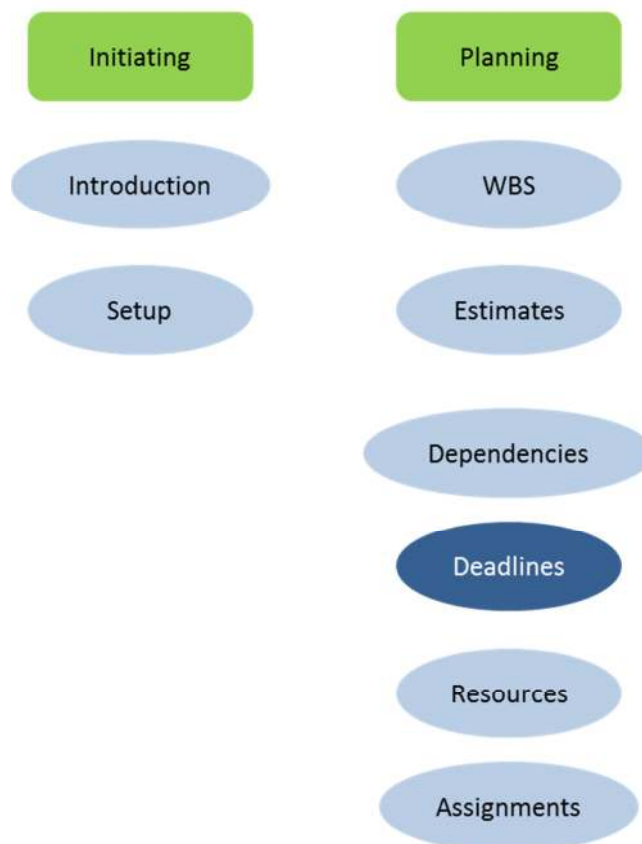 Initiating
Introduction
Setup
Planning
WBS
Estimates
Dependencies
Deadlines
Resources
Assignments